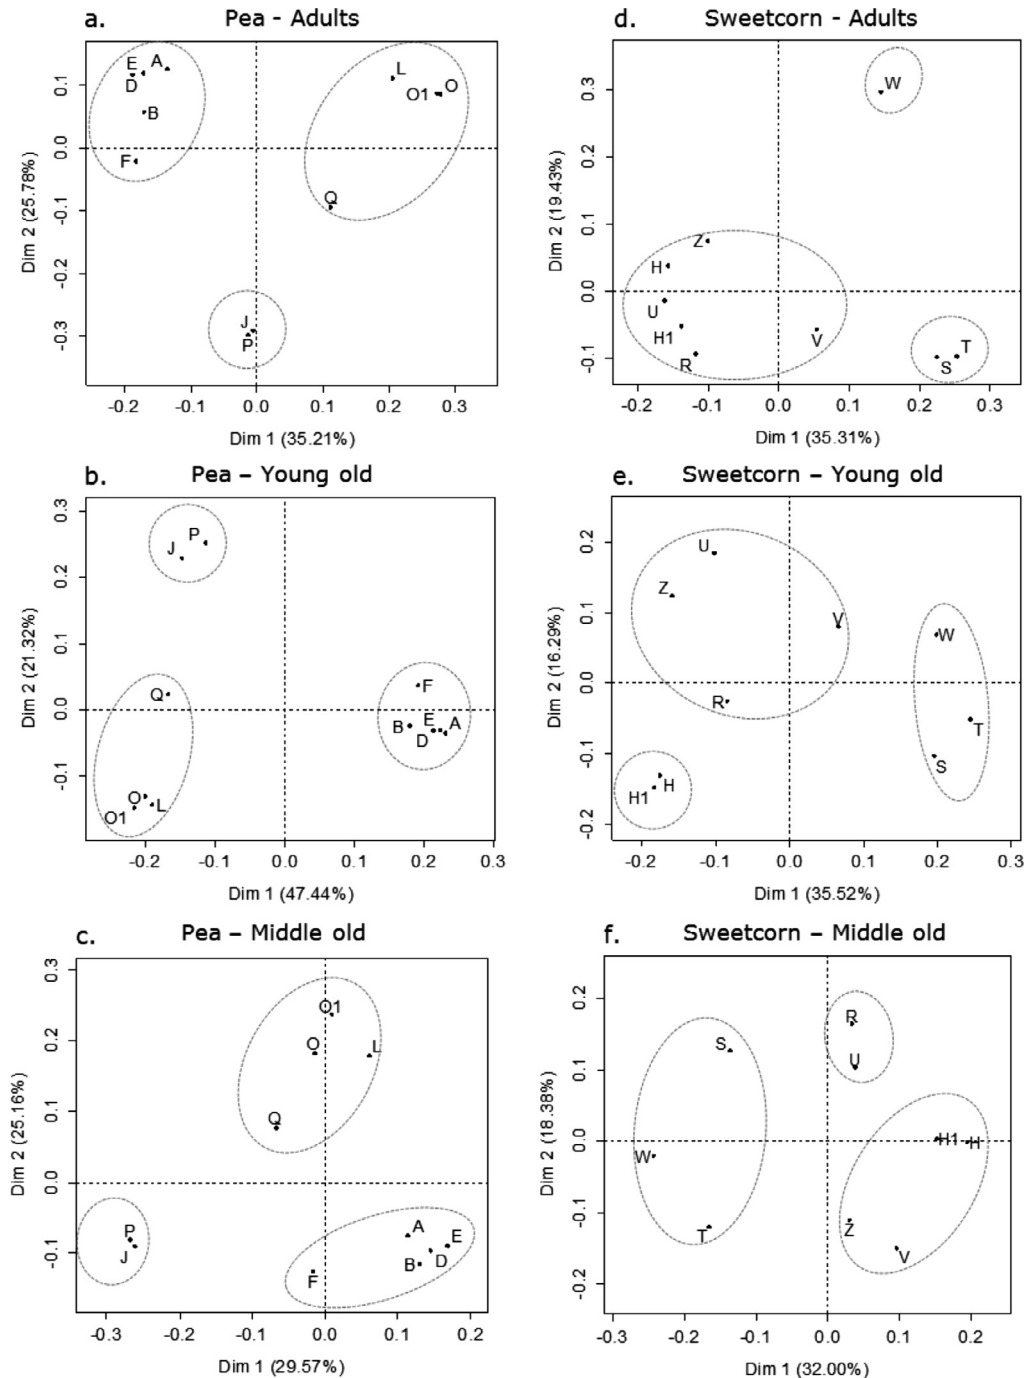 a.
Pea - Adults
Dim 2 (25.78%)
0.1
0.0
-0.1
-0.2
-0.3
E
A
D
B
F
L
O1
O
Q
J
P
-0.2
-0.1
0.0
0.1
0.2
0.3
Dim 1 (35.21%)
d.
Sweetcorn - Adults
Dim 2 (19.43%)
0.3
0.2
0.1
0.0
-0.1
W
Z
H
U
H1
V
R
T
S
-0.2
-0.1
0.0
0.1
0.2
0.3
Dim 1 (35.31%)
b.
Pea – Young old
Dim 2 (21.32%)
0.3
0.2
0.1
0.0
-0.1
P
J
Q
F
B
E
A
D
O
L
O1
-0.2
-0.1
0.0
0.1
0.2
0.3
Dim 1 (47.44%)
e.
Sweetcorn – Young old
Dim 2 (16.29%)
0.2
0.1
0.0
-0.1
-0.2
U
Z
V
W
R
T
S
H1
H
-0.2
-0.1
0.0
0.1
0.2
0.3
Dim 1 (35.52%)
c.
Pea – Middle old
Dim 2 (25.16%)
0.3
0.2
0.1
0.0
-0.1
O1
O
L
Q
P
J
A
E
B
D
F
-0.3
-0.2
-0.1
0.0
0.1
0.2
Dim 1 (29.57%)
f.
Sweetcorn – Middle old
Dim 2 (18.38%)
0.2
0.1
0.0
-0.1
-0.2
R
S
U
H1
H
W
T
Z
V
-0.3
-0.2
-0.1
0.0
0.1
0.2
Dim 1 (32.00%)